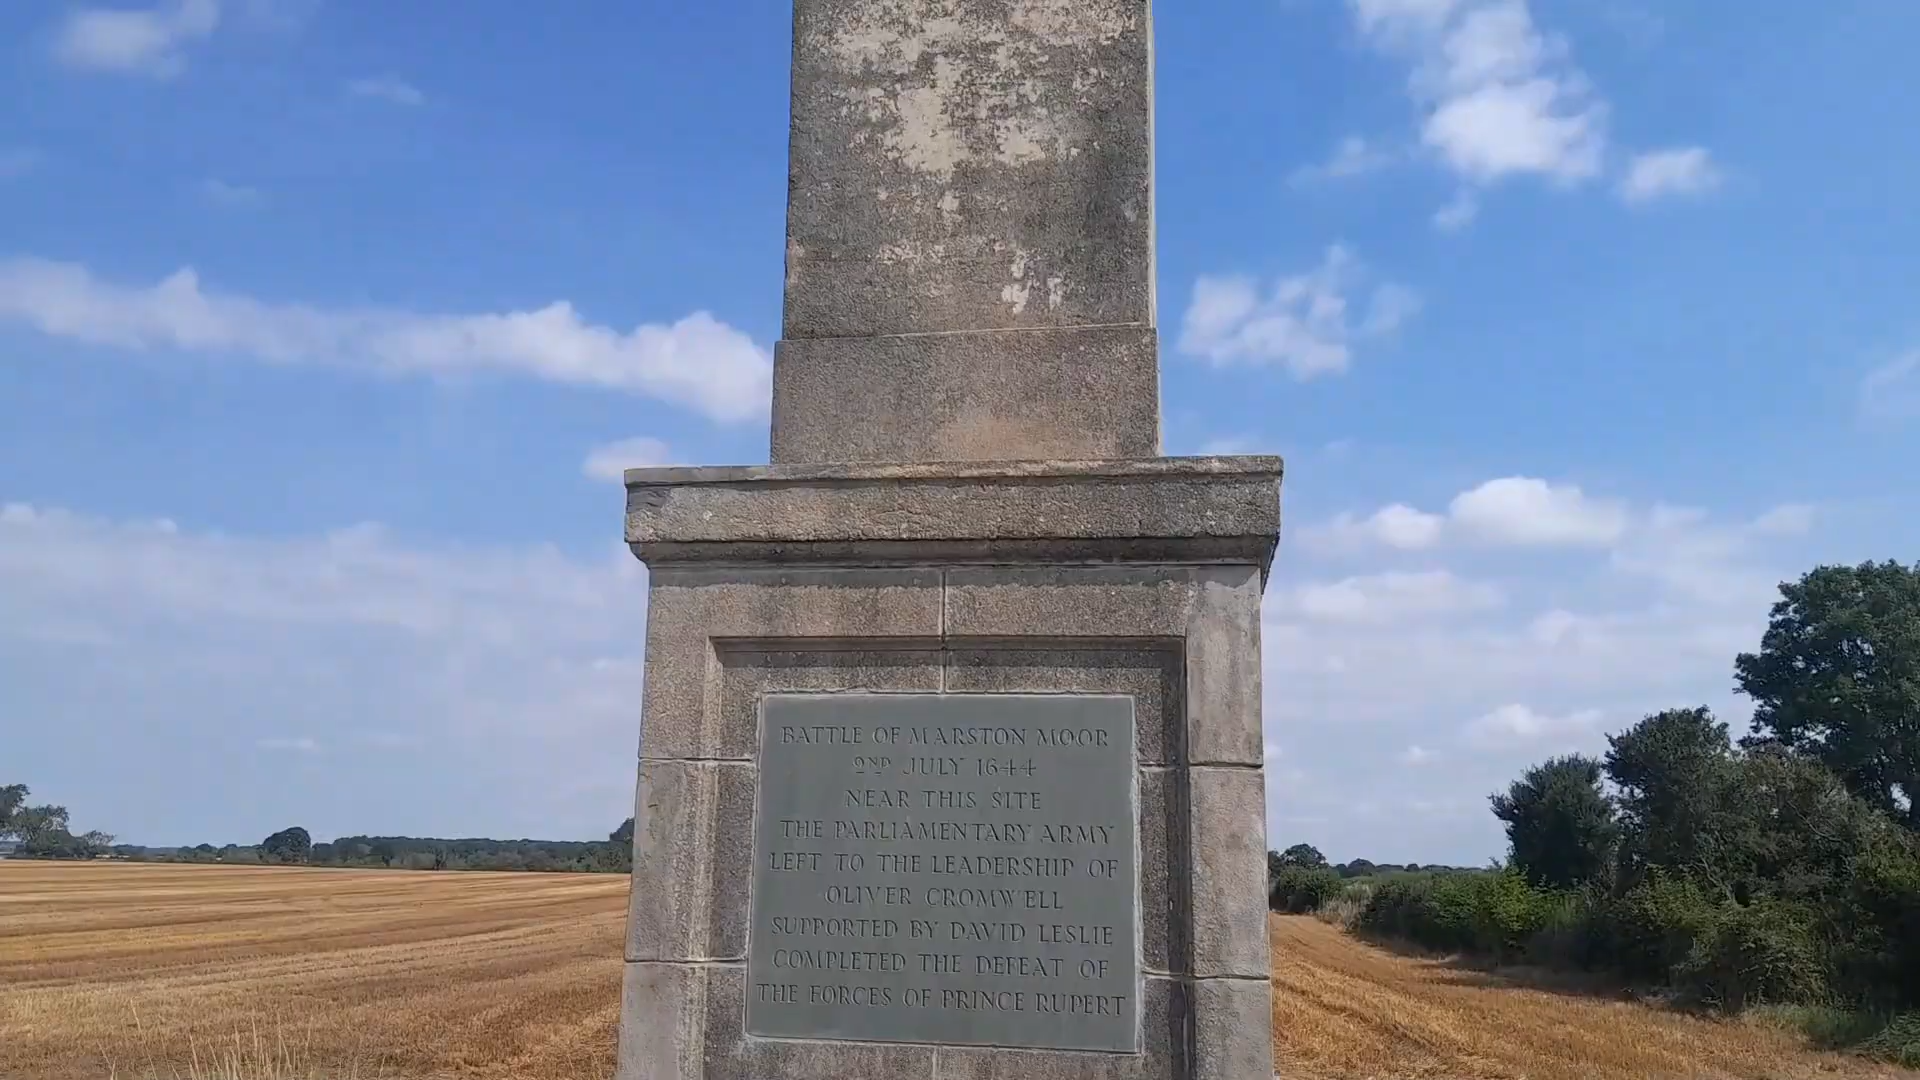 BATTLE OF MARSTON MOOR
2ND JULY 1644
NEAR THIS SITE
THE PARLIAMENTARY ARMY
LEFT TO THE LEADERSHIP OF
OLIVER CROMWELL
SUPPORTED BY DAVID LESLIE
COMPLETED THE DEFEAT OF
THE FORCES OF PRINCE RUPERT